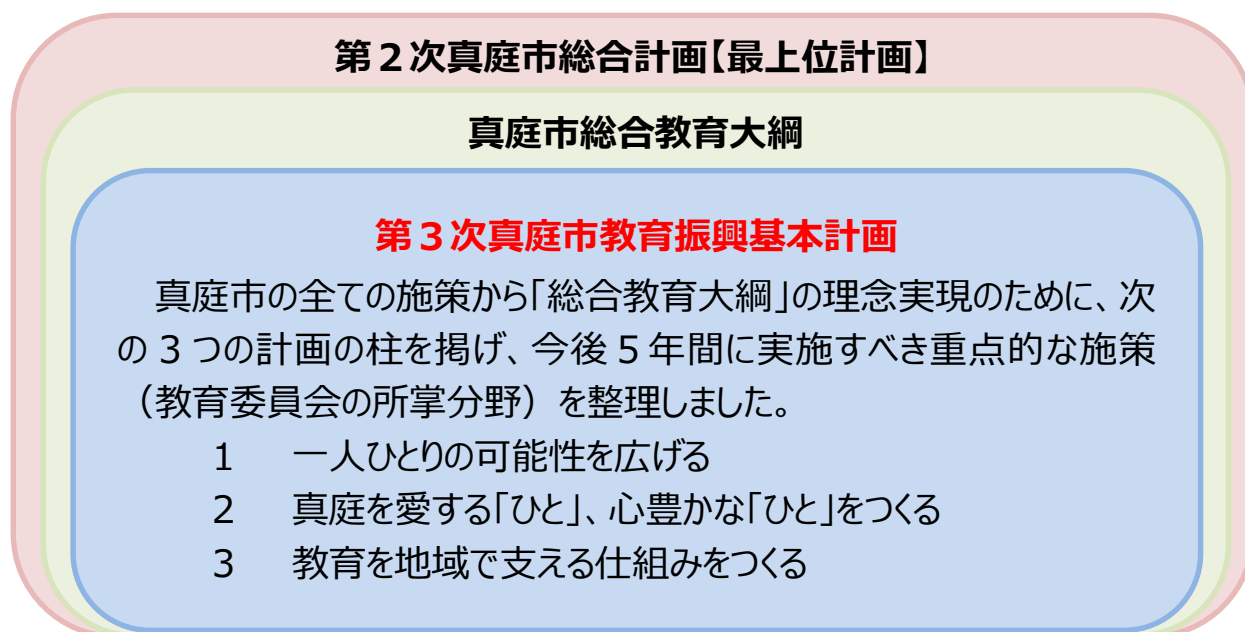 第２次真庭市総合計画【最上位計画】
真庭市総合教育大綱
第３次真庭市教育振興基本計画
真庭市の全ての施策から「総合教育大綱」の理念実現のために、次
の 3 つの計画の柱を掲げ、今後 5 年間に実施すべき重点的な施策
（教育委員会の所掌分野）を整理しました。
1　一人ひとりの可能性を広げる
2　真庭を愛する「ひと」、心豊かな「ひと」をつくる
3　教育を地域で支える仕組みをつくる